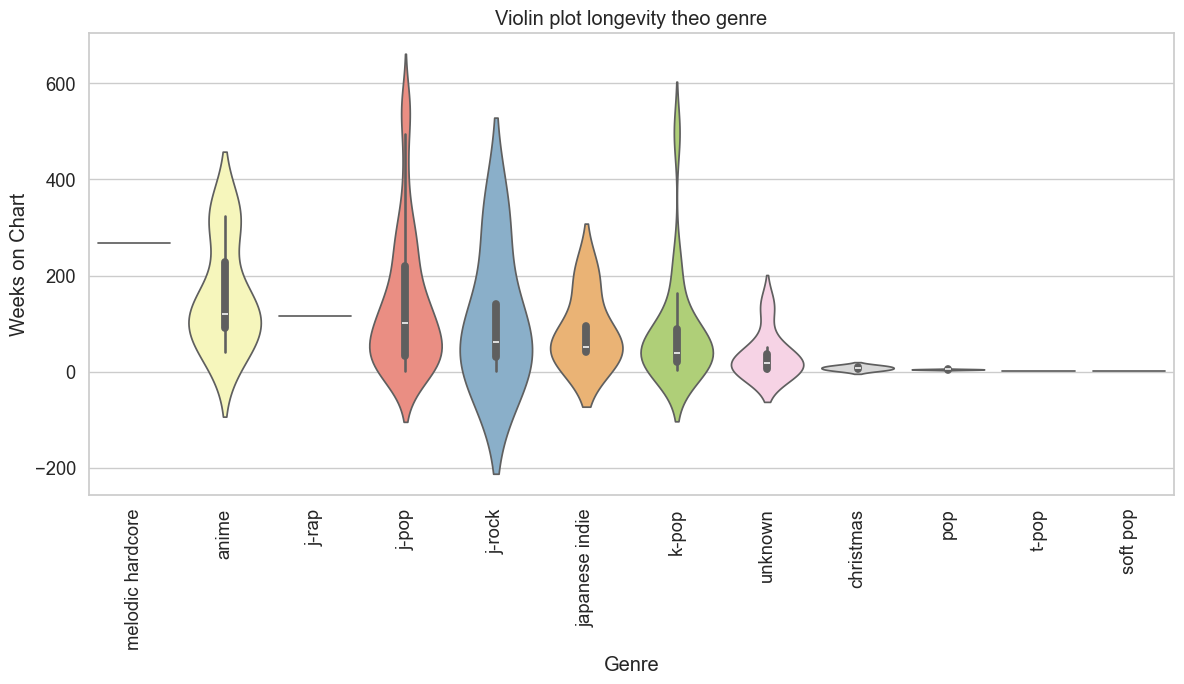 Violin plot longevity theo genre
Weeks on Chart
600
400
200
0
−200
melodic hardcore
anime
j-rap
j-pop
j-rock
japanese indie
k-pop
unknown
christmas
pop
t-pop
soft pop
Genre